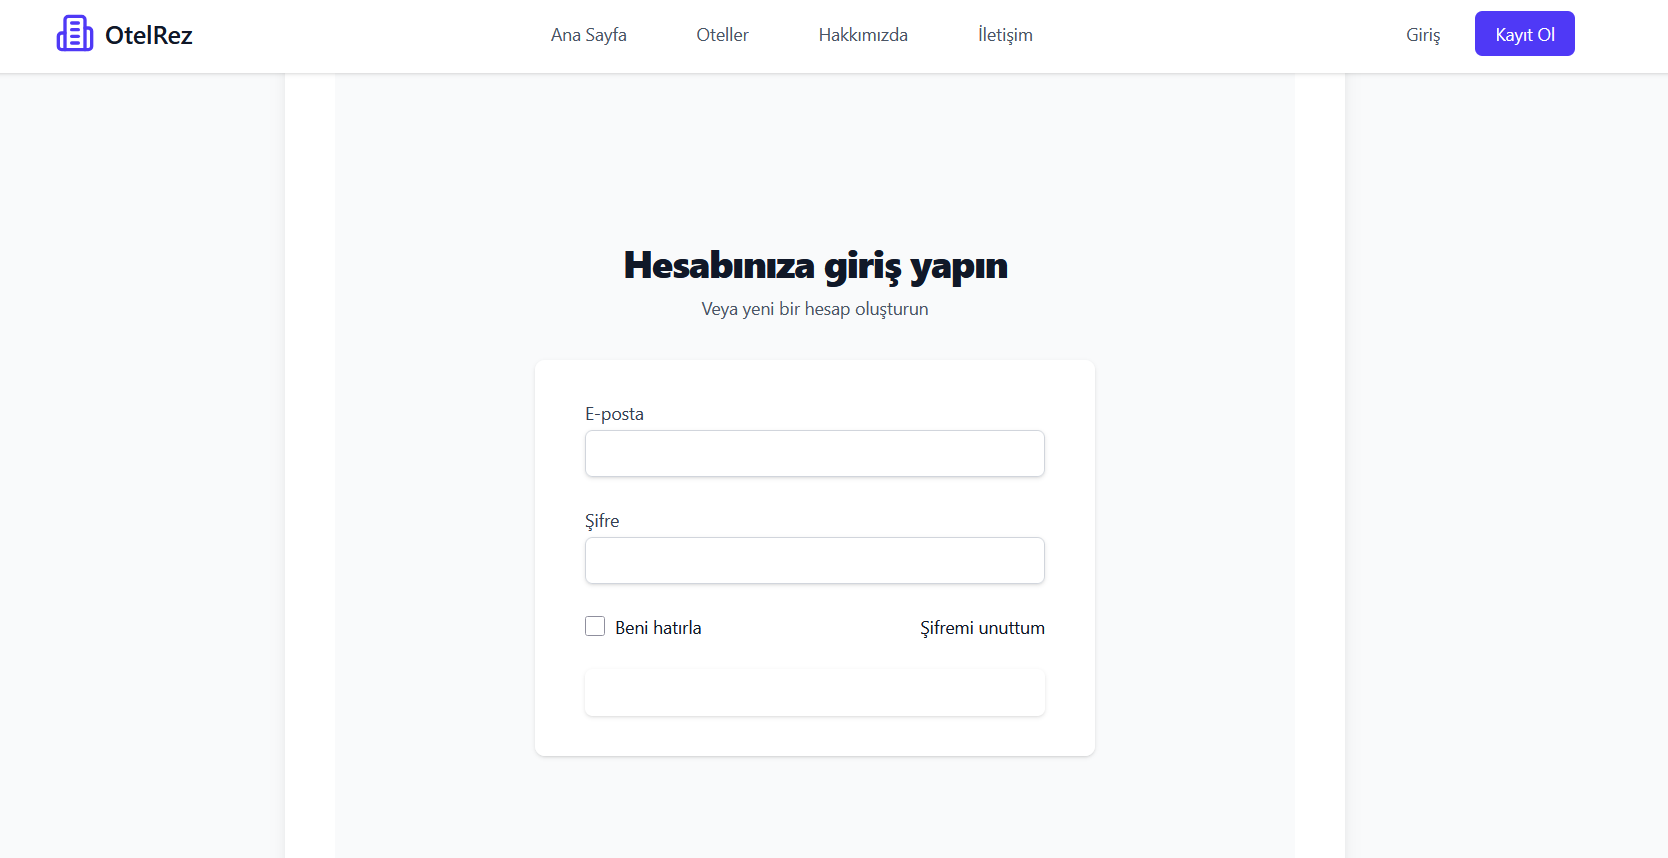 OtelRez
Ana Sayfa
Oteller
Hakkımızda
İletişim
Giriş
Kayıt Ol
Hesabınıza giriş yapın
Veya yeni bir hesap oluşturun
E-posta
Şifre
Beni hatırla
Şifremi unuttum